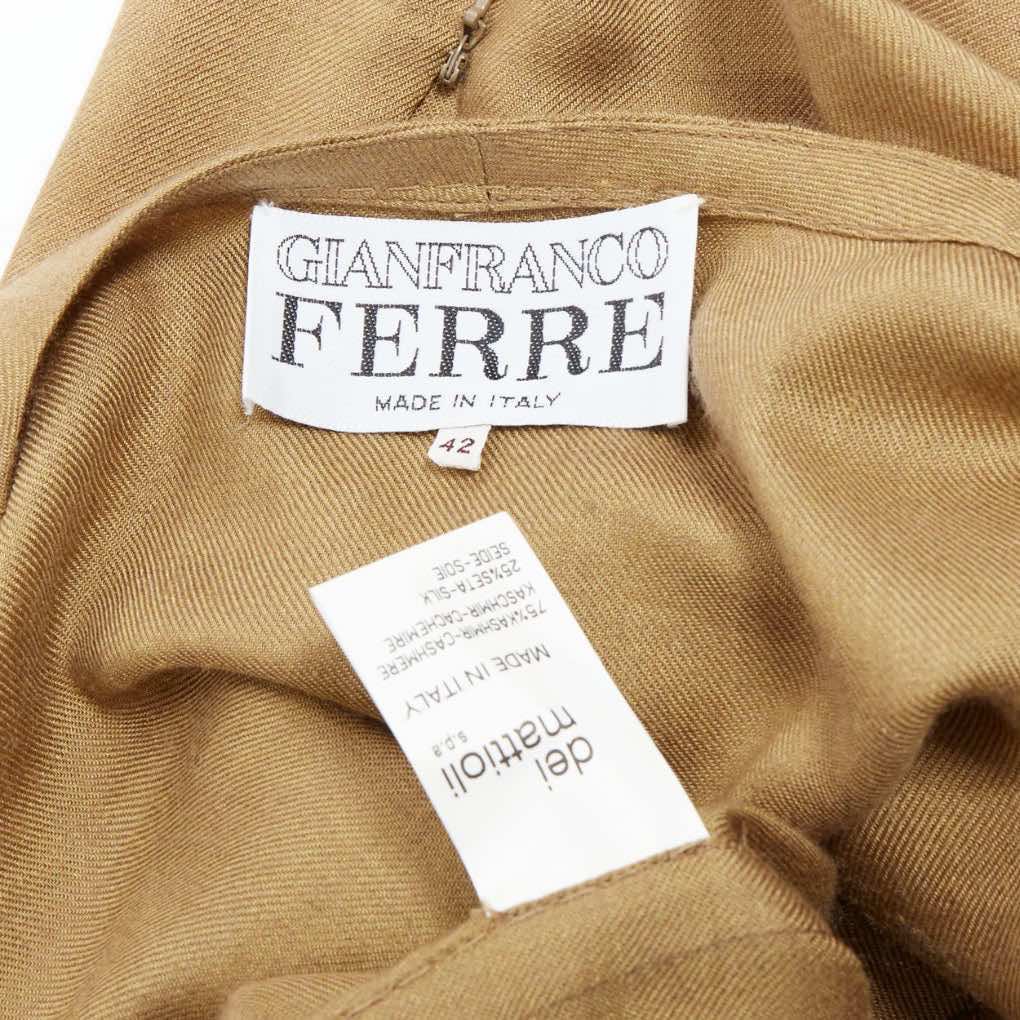 GIANFRANCO
FERRE
MADE IN ITALY
42
dei
mattioli
s.p.a
MADE IN ITALY
75%KASHMIR-CASHMERE
KASCHMIR-CACHEMIRE
25%SETA-SILK
SEIDE-SOIE